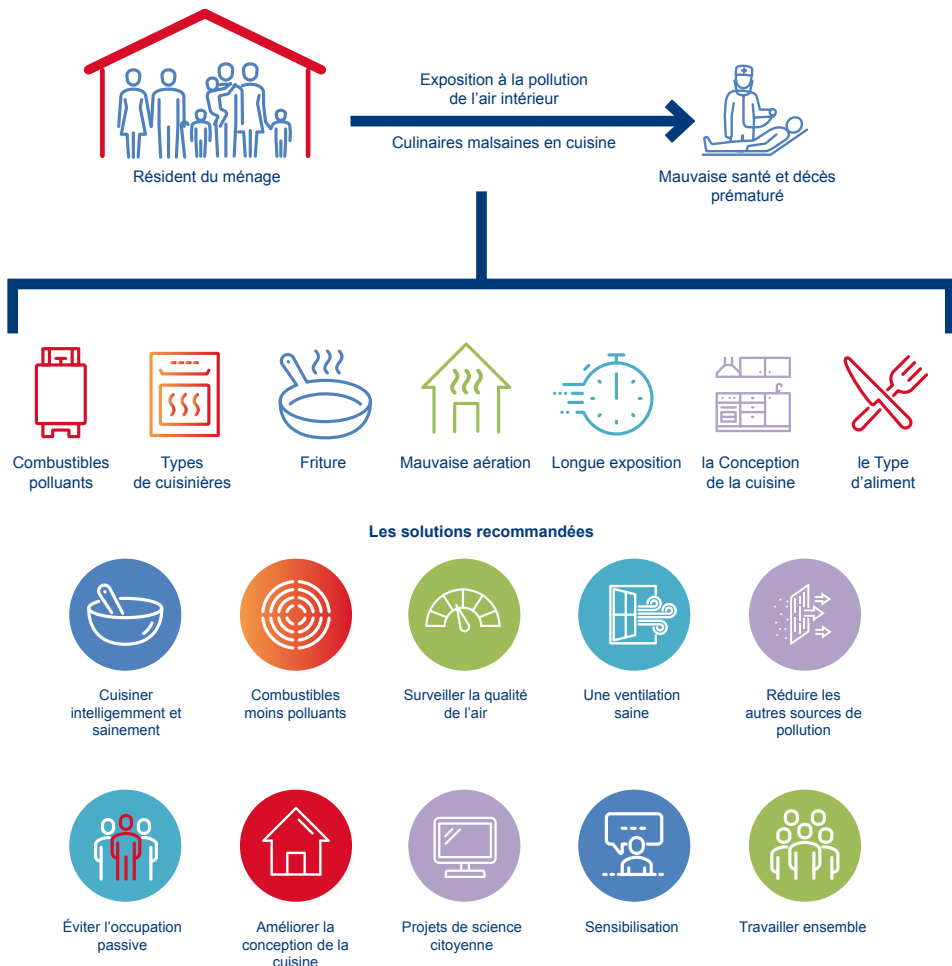 Exposition à la pollution
de l'air intérieur
Culinaires malsaines en cuisine
Résident du ménage
Mauvaise santé et décès
prématuré
Combustibles
polluants
Types
de cuisinières
Friture
Mauvaise aération
Longue exposition
la Conception
de la cuisine
le Type
d'aliment
Les solutions recommandées
Cuisiner
intelligemment et
sainement
Combustibles
moins polluants
Surveiller la qualité
de l'air
Une ventilation
saine
Réduire les
autres sources de
pollution
Éviter l'occupation
passive
Améliorer la
conception de la
cuisine
Projets de science
citoyenne
Sensibilisation
Travailler ensemble